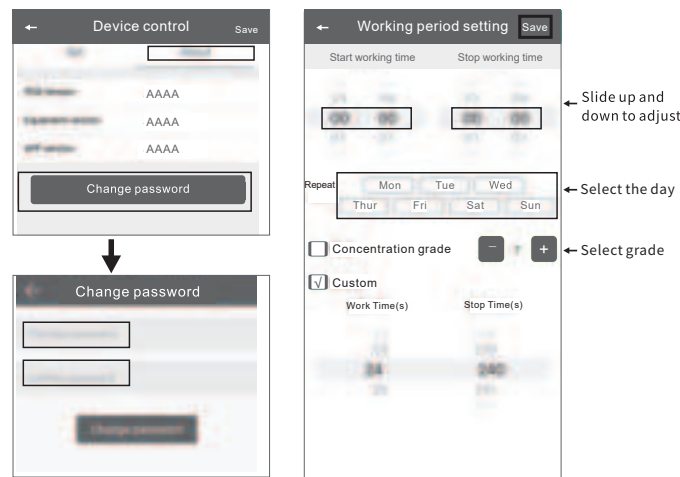 ← Device control Save
AAAA
AAAA
AAAA
Change password
Change password
← Working period setting Save
Start working time Stop working time
00 00 00 00
← Slide up and
down to adjust
Repeat Mon Tue Wed
Thur Fri Sat Sun
← Select the day
Concentration grade − +
← Select grade
√ Custom
Work Time(s) Stop Time(s)
24 240